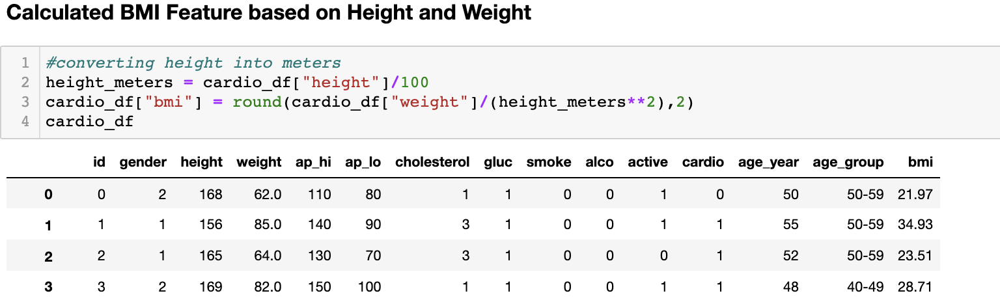 Calculated BMI Feature based on Height and Weight
1 #converting height into meters
2 height_meters = cardio_df["height"]/100
3 cardio_df["bmi"] = round(cardio_df["weight"]/(height_meters**2),2)
4 cardio_df
id gender height weight ap_hi ap_lo cholesterol gluc smoke alco active cardio age_year age_group bmi
0 0 2 168 62.0 110 80 1 1 0 0 1 0 50 50-59 21.97
1 1 1 156 85.0 140 90 3 1 0 0 1 1 55 50-59 34.93
2 2 1 165 64.0 130 70 3 1 0 0 0 1 52 50-59 23.51
3 3 2 169 82.0 150 100 1 1 0 0 1 1 48 40-49 28.71